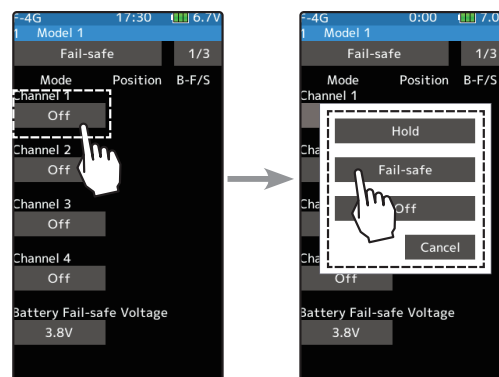 F-4G 17:30 6.7V
1 Model 1
Fail-safe 1/3
Mode Position B-F/S
Channel 1
Off
Channel 2
Off
Channel 3
Off
Channel 4
Off
Battery Fail-safe Voltage
3.8V
F-4G 0:00 7.0
1 Model 1
Fail-safe 1/3
Mode Position B-F/S
Channel 1
Hold
Cha
Fail-safe
Cha
Off
Cancel
Cha
Off
Battery Fail-safe Voltage
3.8V